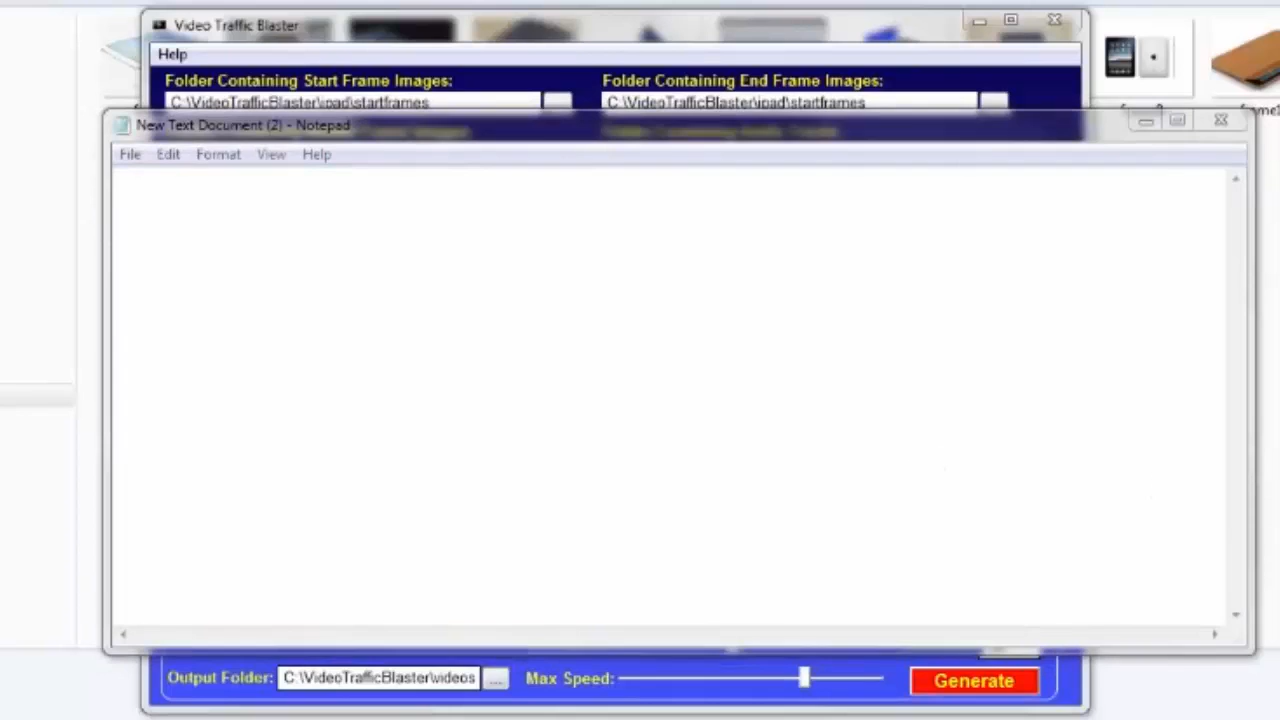 Video Traffic Blaster
Help
Folder Containing Start Frame Images: Folder Containing End Frame Images:
C:\VideoTrafficBlaster\ipad\startframes ... C:\VideoTrafficBlaster\ipad\startframes
New Text Document (2) - Notepad
File Edit Format View Help
Output Folder: C:\VideoTrafficBlaster\videos ... Max Speed: Generate